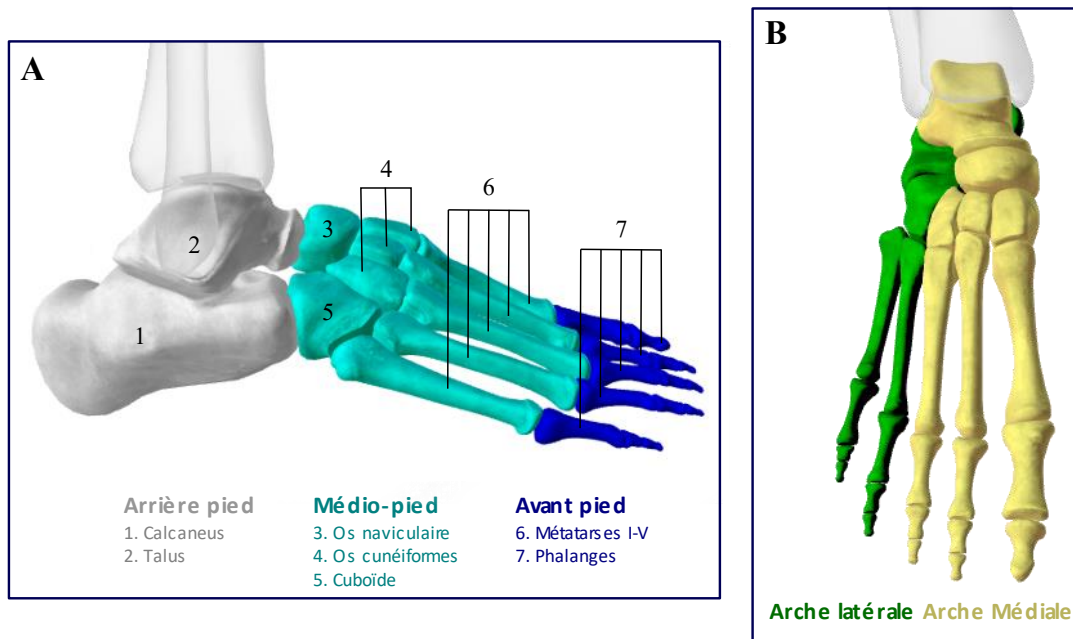 A
4
6
7
3
2
5
1
Arrière pied
1. Calcaneus
2. Talus
Médio-pied
3. Os naviculaire
4. Os cunéiformes
5. Cuboïde
Avant pied
6. Métatarses I-V
7. Phalanges
B
Arche latérale Arche Médiale